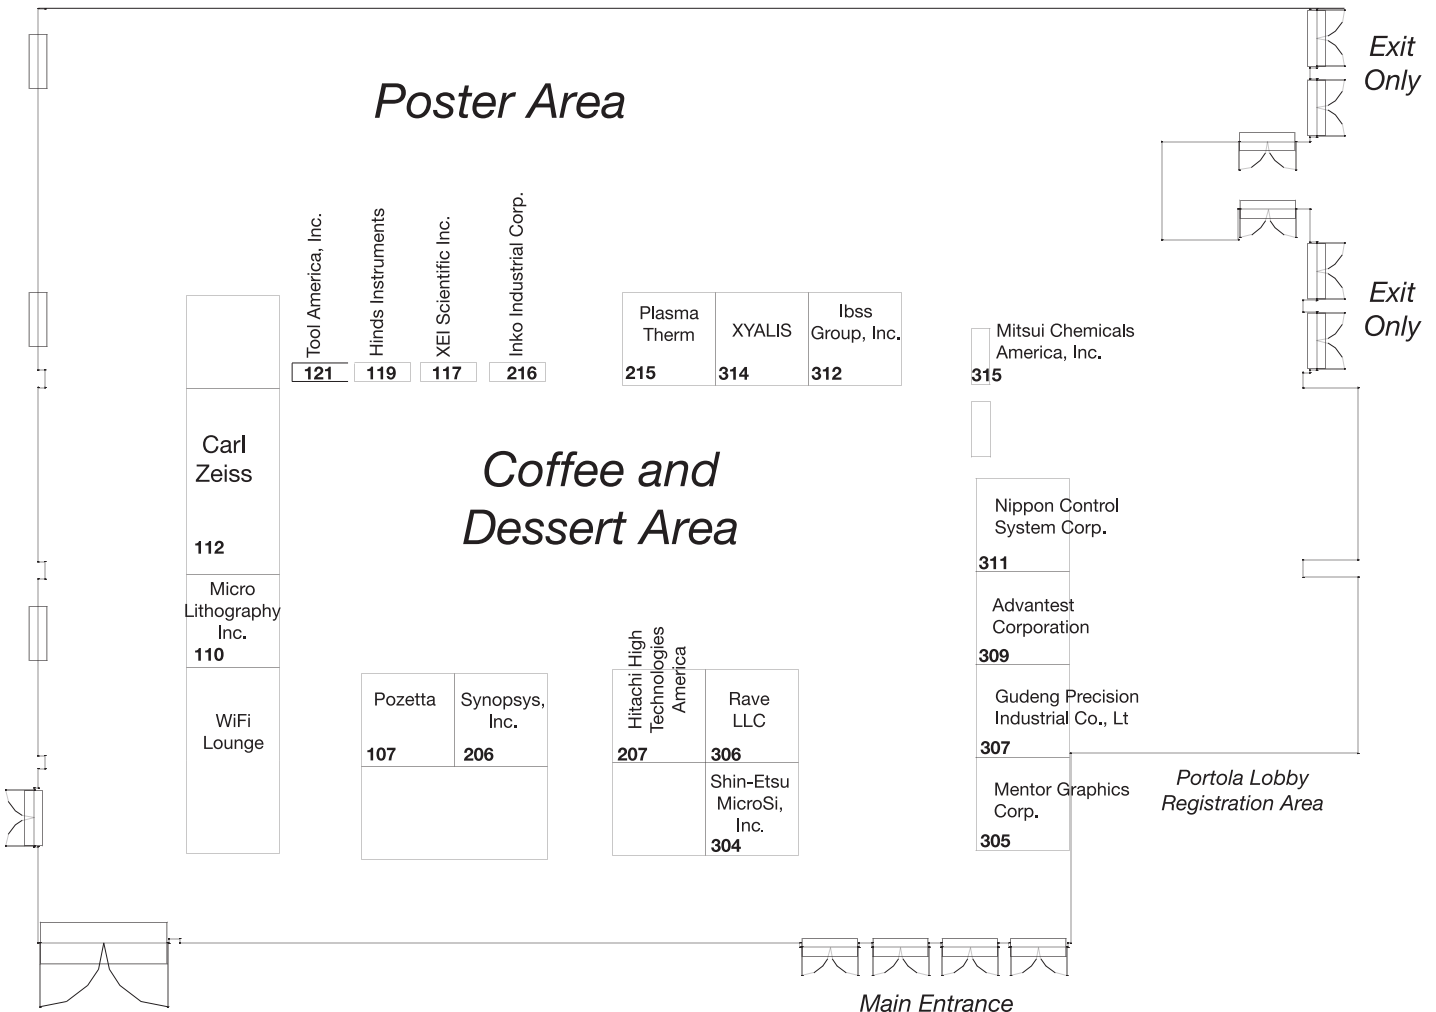 Exit
Only
Poster Area
Tool America, Inc.
121
Hinds Instruments
119
XEI Scientific Inc.
117
Inko Industrial Corp.
216
Plasma
Therm
215
XYALIS
314
Ibss
Group, Inc.
312
Mitsui Chemicals
America, Inc.
315
Exit
Only
Carl
Zeiss
112
Coffee and
Dessert Area
Nippon Control
System Corp.
311
Micro
Lithography
Inc.
110
Advantest
Corporation
309
WiFi
Lounge
Pozetta
107
Synopsys,
Inc.
206
Hitachi High
Technologies
America
207
Rave
LLC
306
Shin-Etsu
MicroSi,
Inc.
304
Gudeng Precision
Industrial Co., Lt
307
Mentor Graphics
Corp.
305
Portola Lobby
Registration Area
Main Entrance